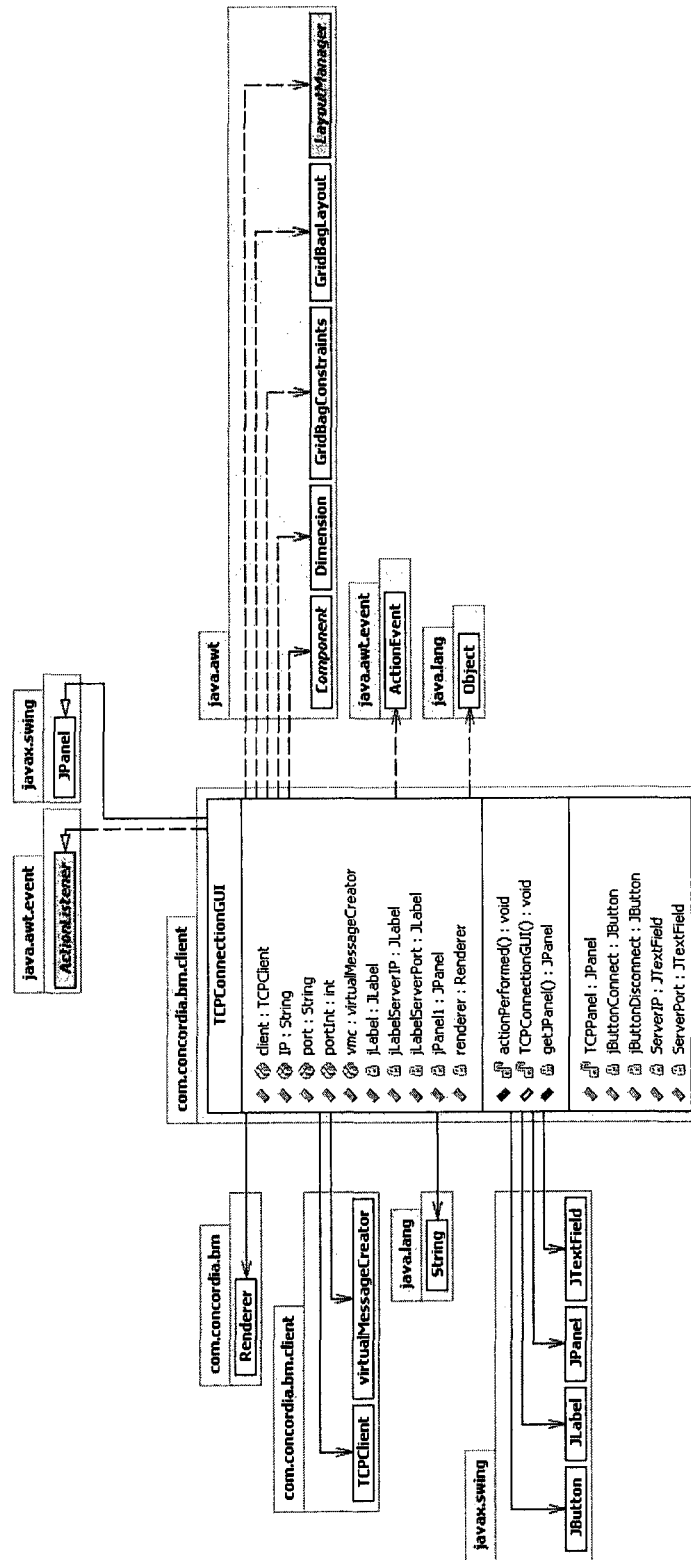 java.awt.event
ActionListener
javax.swing
JPanel
com.concordia.bm.client
TCPConnectionGUI
client : TCPClient
IP : String
port : String
portInt : int
vmc : virtualMessageCreator
jLabel : JLabel
jLabelServerIP : JLabel
jLabelServerPort : JLabel
jPanel1 : JPanel
renderer : Renderer
actionPerformed() : void
TCPConnectionGUI() : void
getJPanel() : JPanel
TCPPanel : JPanel
jButtonConnect : JButton
jButtonDisconnect : JButton
ServerIP : JTextField
ServerPort : JTextField
com.concordia.bm
Renderer
com.concordia.bm.client
TCPClient
virtualMessageCreator
java.lang
String
javax.swing
JButton
JLabel
JPanel
JTextField
java.awt
Component
Dimension
GridBagConstraints
GridBagLayout
LayoutManager
java.awt.event
ActionEvent
java.lang
Object